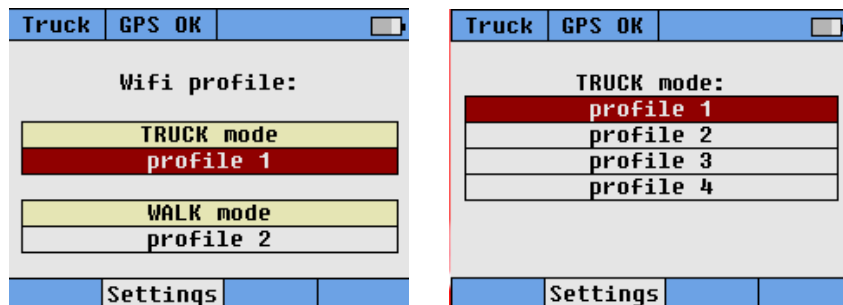 Truck GPS OK
Wifi profile:
TRUCK mode
profile 1
WALK mode
profile 2
Settings
Truck GPS OK
TRUCK mode:
profile 1
profile 2
profile 3
profile 4
Settings